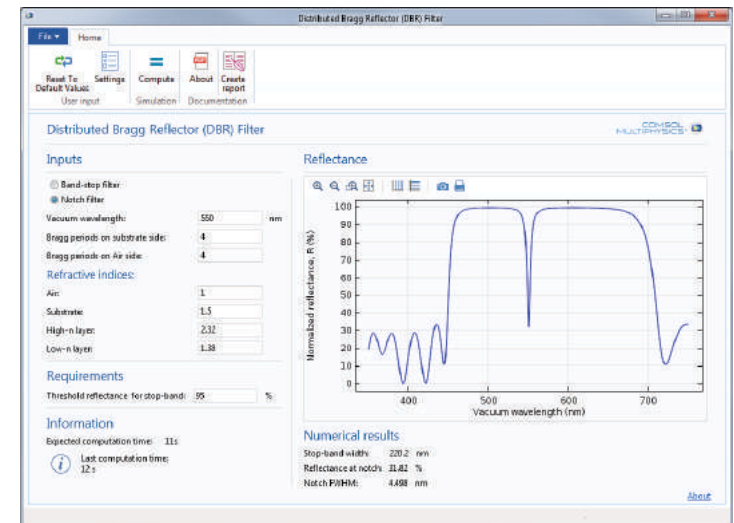 Distributed Bragg Reflector (DBR) Filter
File Home
Reset To Default Values
Settings
Compute
About
Create report
User input
Simulation
Documentation
Distributed Bragg Reflector (DBR) Filter
COMSOL
MULTIPHYSICS
Inputs
Band-stop filter
Notch filter
Vacuum wavelength: 550 nm
Bragg periods on substrate side: 4
Bragg periods on Air side: 4
Refractive indices:
Air: 1
Substrate: 1.5
High-n layer: 2.32
Low-n layer: 1.38
Requirements
Threshold reflectance for stop-band: 95 %
Information
Expected computation time: 11s
Last computation time:
12 s
Reflectance
Normalized reflectance, R (%)
100
90
80
70
60
50
40
30
20
10
0
400 500 600 700
Vacuum wavelength (nm)
Numerical results
Stop-band width: 220.2 nm
Reflectance at notch: 31.82 %
Notch FWHM: 4.498 nm
About